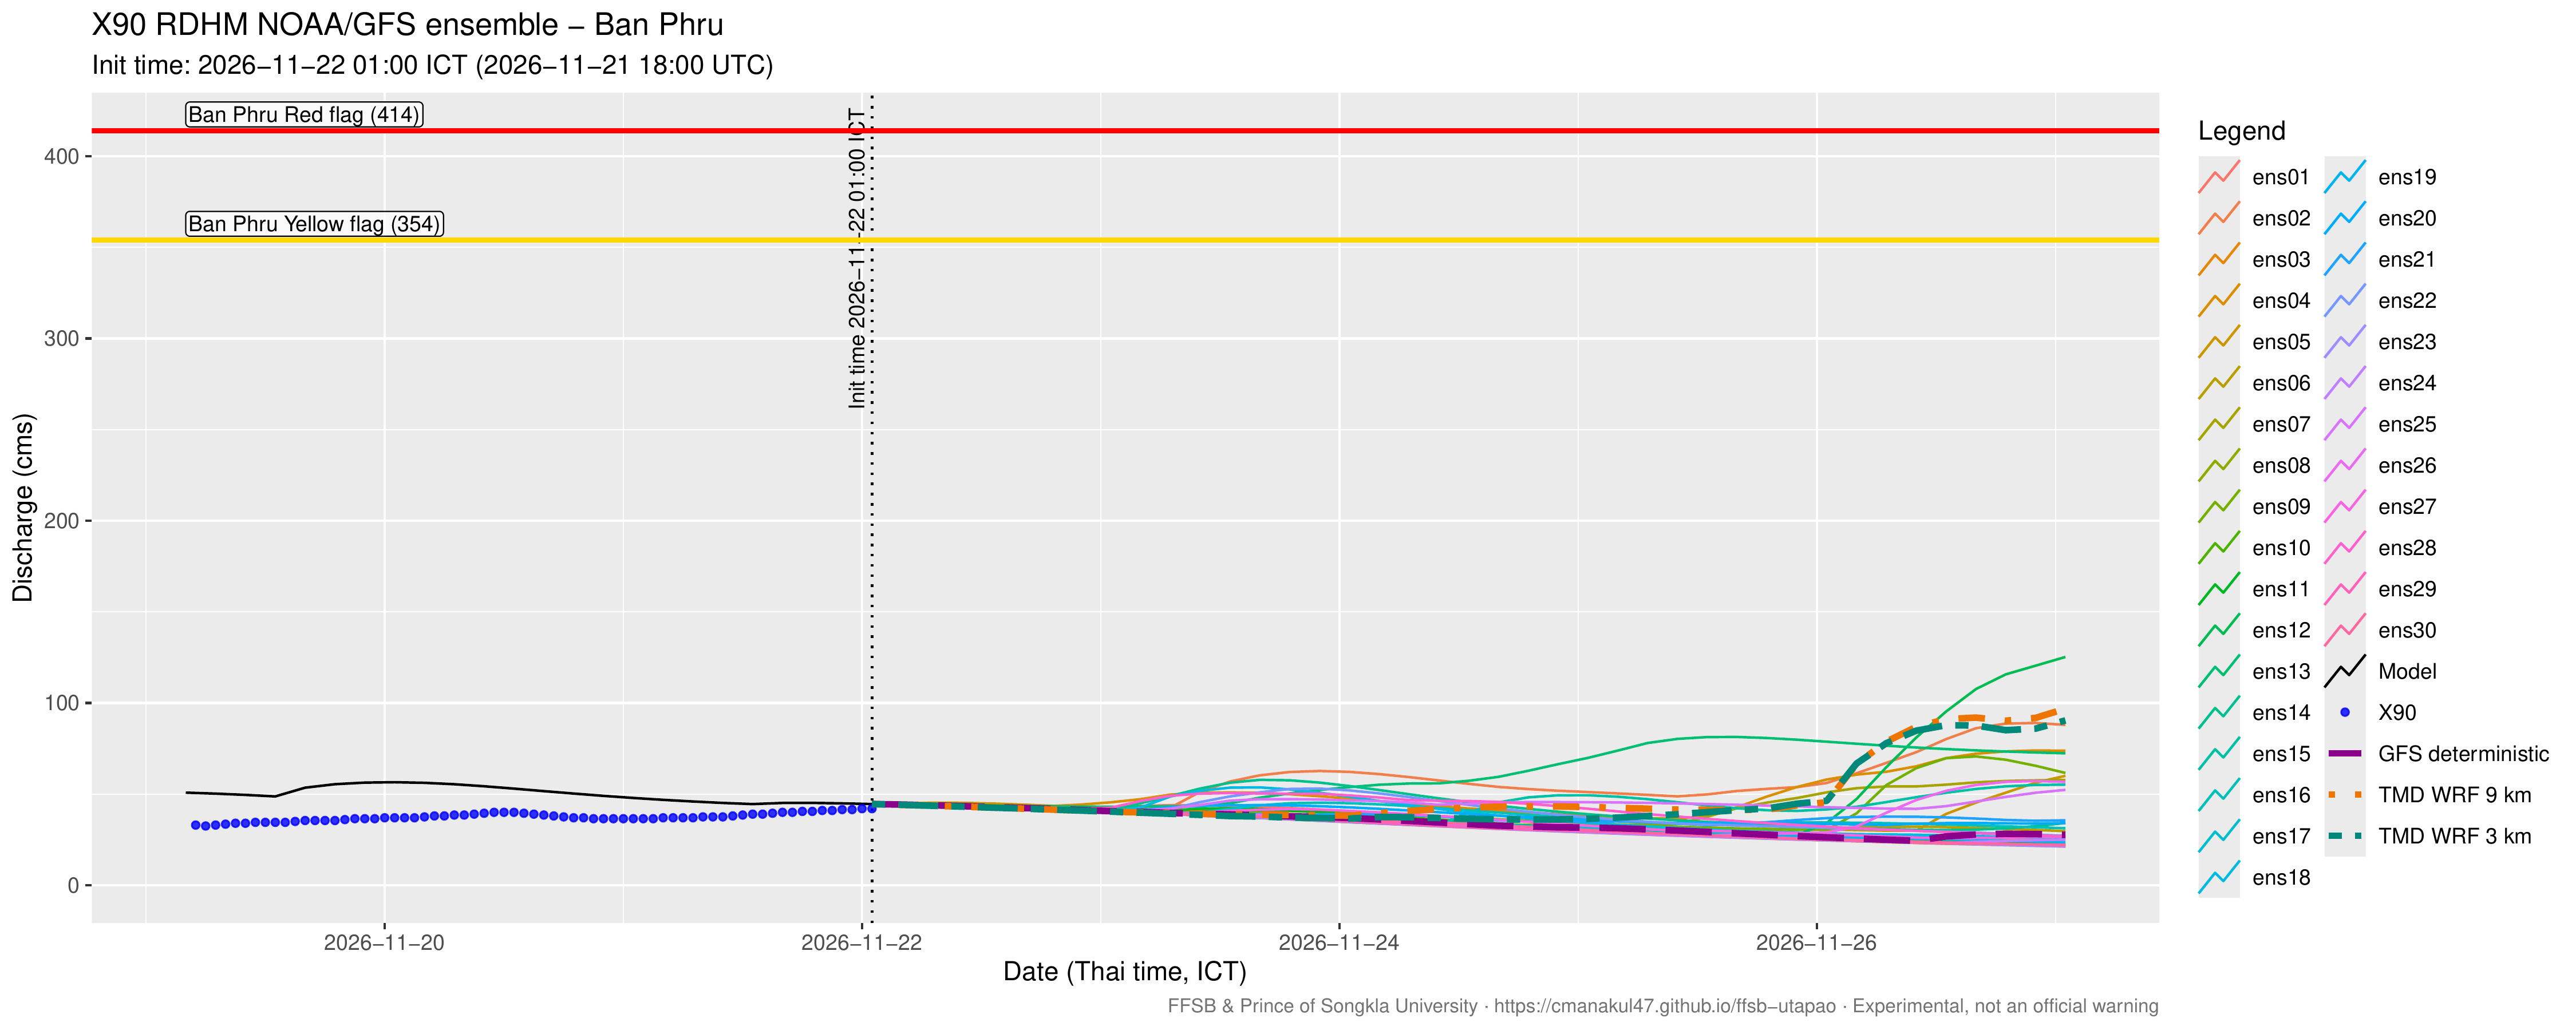 X90 RDHM NOAA/GFS ensemble – Ban Phru
Init time: 2026–11–22 01:00 ICT (2026–11–21 18:00 UTC)
Ban Phru Red flag (414)
Ban Phru Yellow flag (354)
Init time 2026–11–22 01:00 ICT
Discharge (cms)
400
300
200
100
0
2026–11–20
2026–11–22
2026–11–24
2026–11–26
Date (Thai time, ICT)
FFSB & Prince of Songkla University · https://cmanakul47.github.io/ffsb–utapao · Experimental, not an official warning
Legend
ens01
ens02
ens03
ens04
ens05
ens06
ens07
ens08
ens09
ens10
ens11
ens12
ens13
ens14
ens15
ens16
ens17
ens18
ens19
ens20
ens21
ens22
ens23
ens24
ens25
ens26
ens27
ens28
ens29
ens30
Model
X90
GFS deterministic
TMD WRF 9 km
TMD WRF 3 km